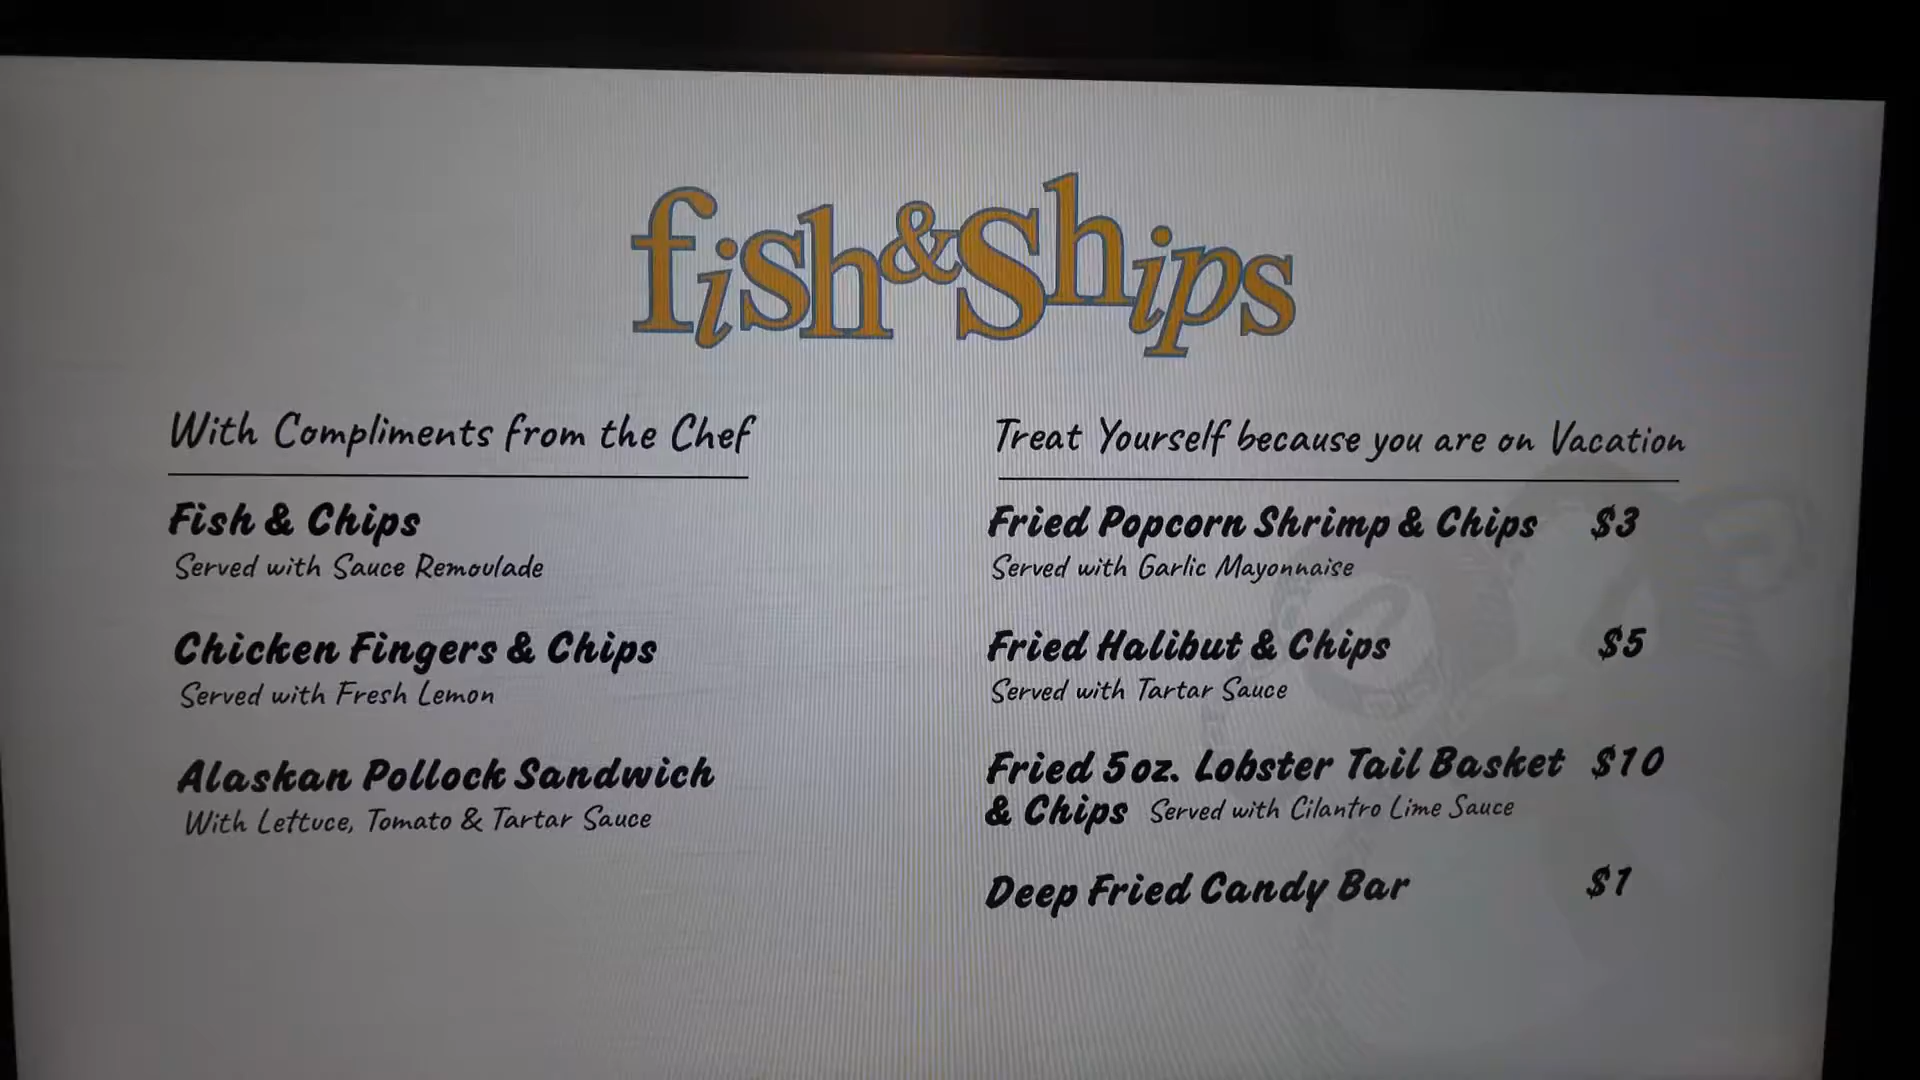 fish&Ships
With Compliments from the Chef
Fish & Chips
Served with Sauce Remoulade
Chicken Fingers & Chips
Served with Fresh Lemon
Alaskan Pollock Sandwich
With Lettuce, Tomato & Tartar Sauce
Treat Yourself because you are on Vacation
Fried Popcorn Shrimp & Chips $3
Served with Garlic Mayonnaise
Fried Halibut & Chips $5
Served with Tartar Sauce
Fried 5oz. Lobster Tail Basket $10
& Chips Served with Cilantro Lime Sauce
Deep Fried Candy Bar $1